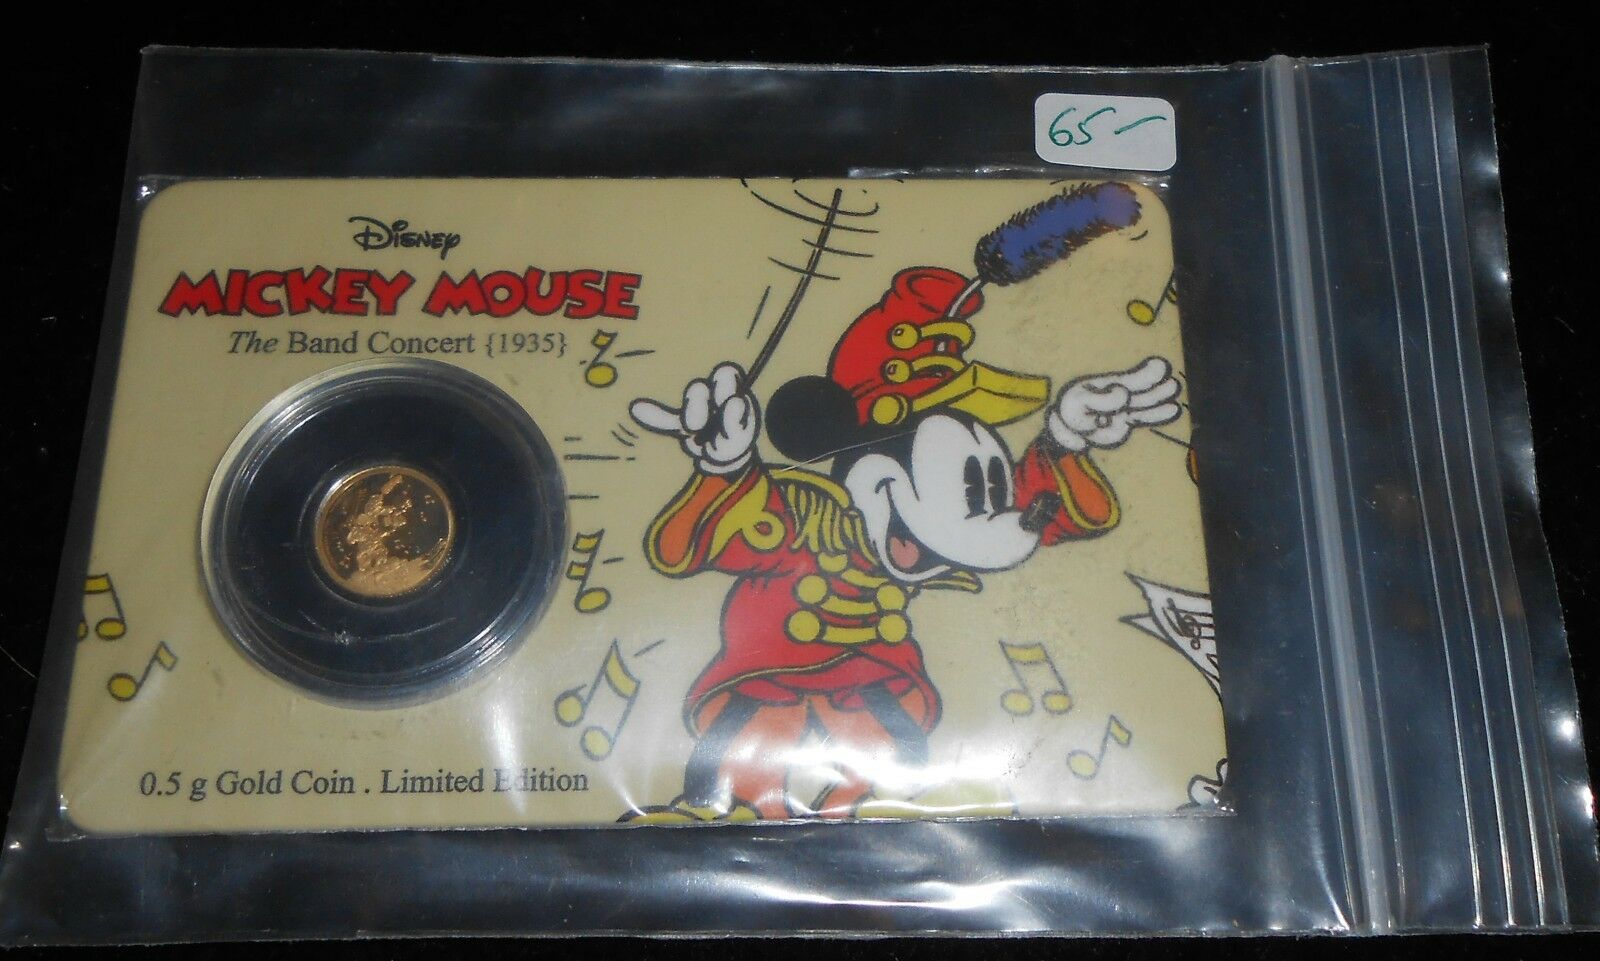 65-
Disney
MICKEY MOUSE
The Band Concert {1935}
0.5 g Gold Coin . Limited Edition